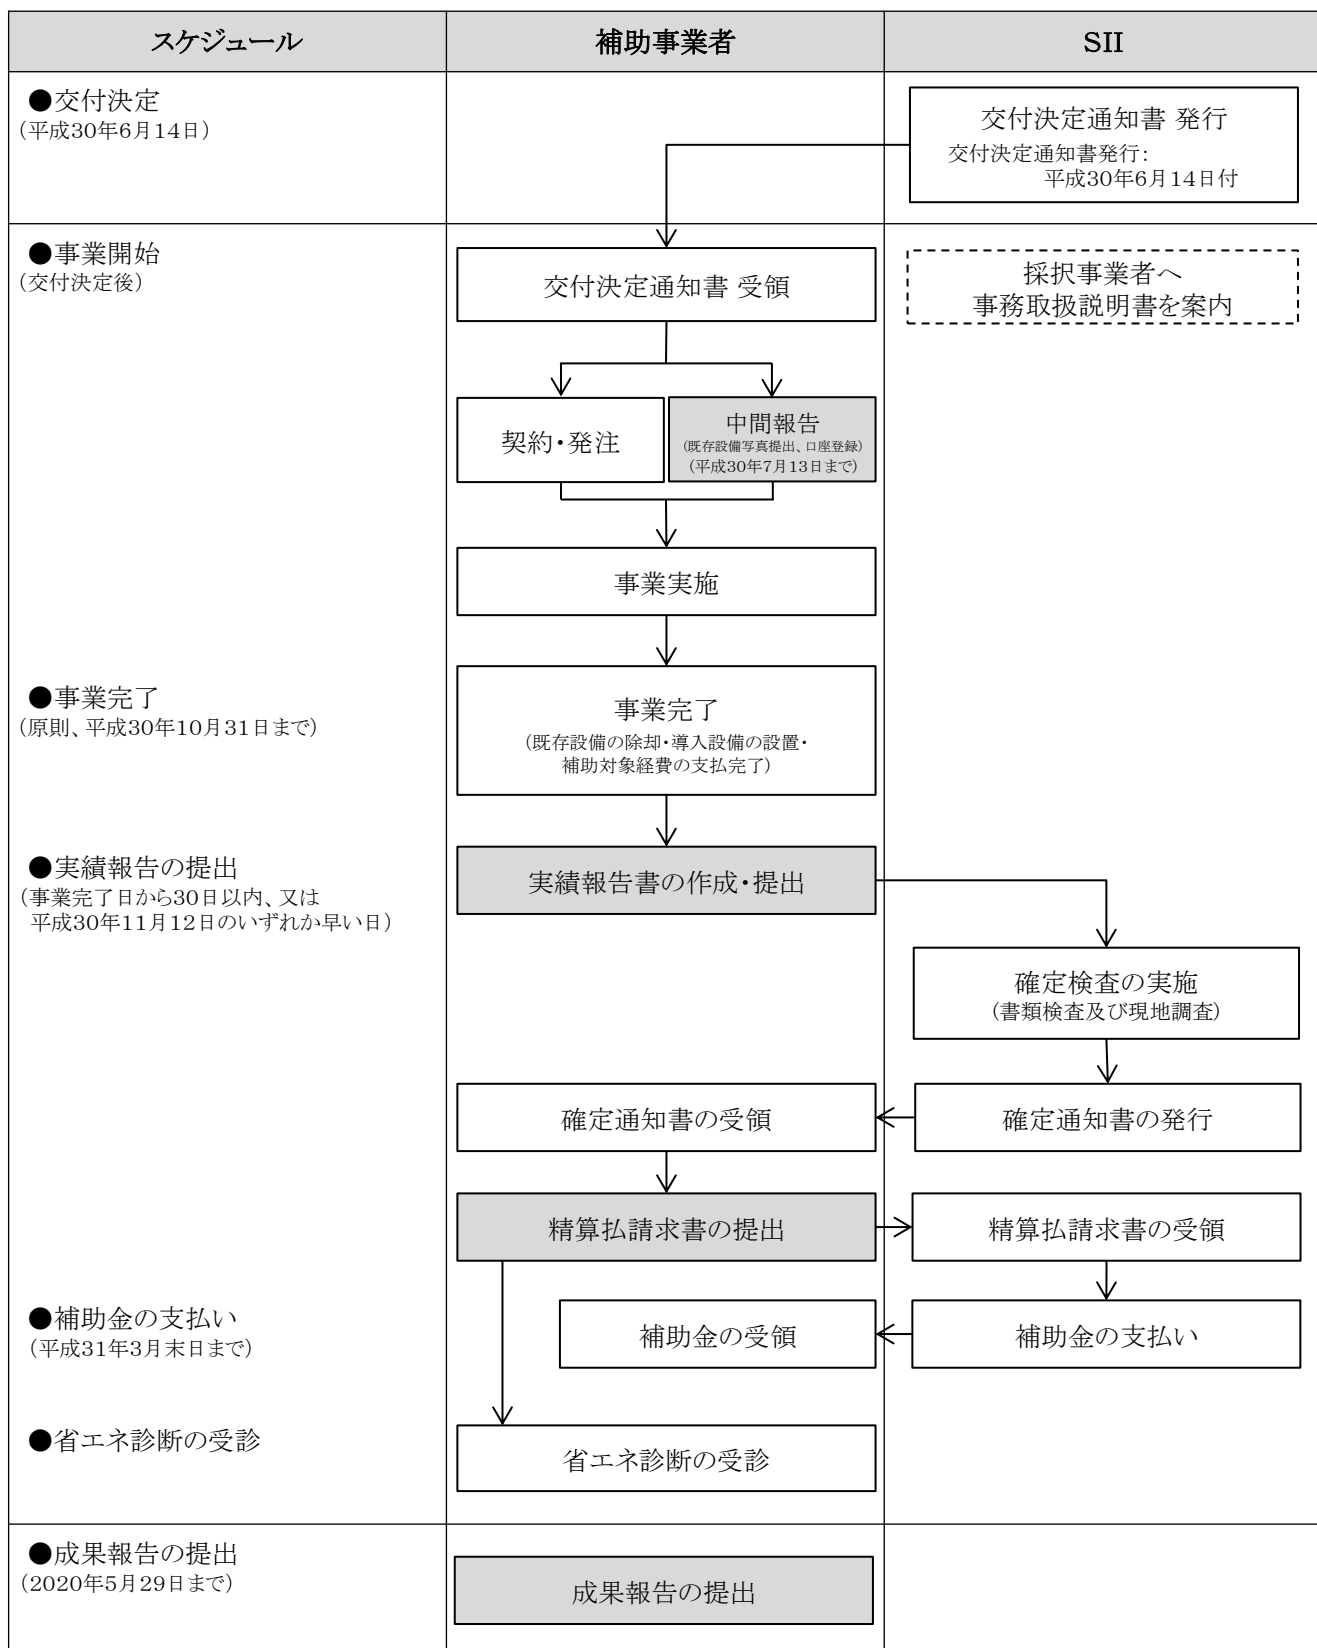 スケジュール
補助事業者
SII
●交付決定
(平成30年6月14日)
交付決定通知書 発行
交付決定通知書発行:
平成30年6月14日付
●事業開始
(交付決定後)
交付決定通知書 受領
採択事業者へ
事務取扱説明書を案内
契約・発注
中間報告
(既存設備写真提出、口座登録)
(平成30年7月13日まで)
事業実施
●事業完了
(原則、平成30年10月31日まで)
事業完了
(既存設備の除却・導入設備の設置・
補助対象経費の支払完了)
●実績報告の提出
(事業完了日から30日以内、又は
平成30年11月12日のいずれか早い日)
実績報告書の作成・提出
確定検査の実施
(書類検査及び現地調査)
確定通知書の受領
確定通知書の発行
精算払請求書の提出
精算払請求書の受領
●補助金の支払い
(平成31年3月末日まで)
補助金の受領
補助金の支払い
●省エネ診断の受診
省エネ診断の受診
●成果報告の提出
(2020年5月29日まで)
成果報告の提出